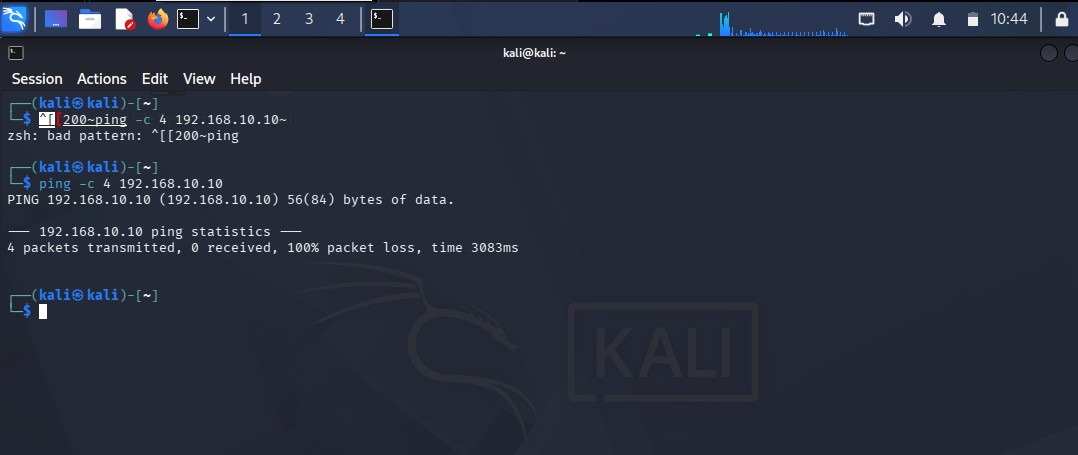 1 2 3 4 10:44
kali@kali: ~
Session Actions Edit View Help
┌──(kali㉿kali)-[~]
└─$ ^[[200~ping -c 4 192.168.10.10~
zsh: bad pattern: ^[[200~ping
┌──(kali㉿kali)-[~]
└─$ ping -c 4 192.168.10.10
PING 192.168.10.10 (192.168.10.10) 56(84) bytes of data.
--- 192.168.10.10 ping statistics ---
4 packets transmitted, 0 received, 100% packet loss, time 3083ms
┌──(kali㉿kali)-[~]
└─$
KALI